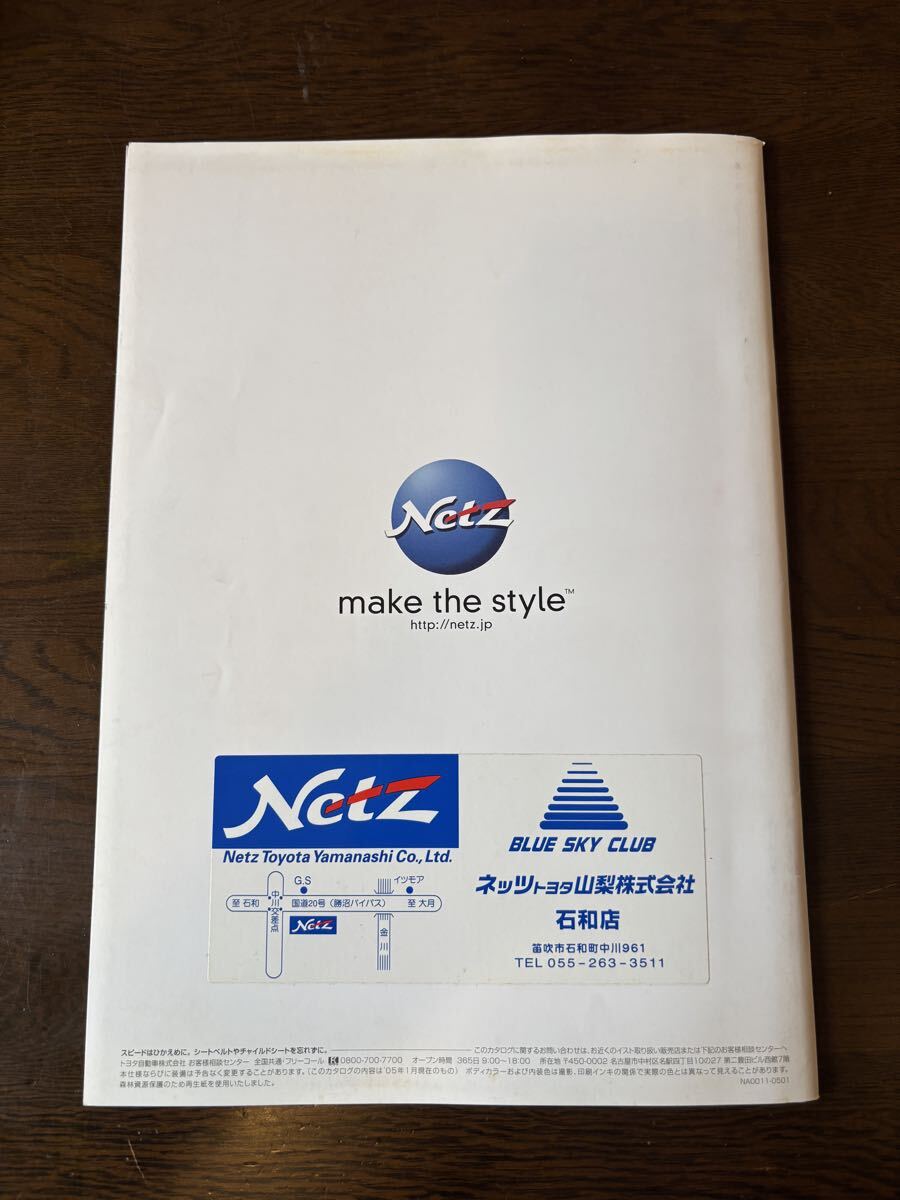 Netz
make the style™
http://netz.jp
Netz
Netz Toyota Yamanashi Co., Ltd.
G.S
イツモア
至 石和
中川交差点
国道20号（勝沼バイパス）
至 大月
Netz
金川
BLUE SKY CLUB
ネッツトヨタ山梨株式会社
石和店
笛吹市石和町中川961
TEL 055-263-3511
スピードはひかえめに。シートベルトやチャイルドシートを忘れずに。 このカタログに関するお問い合わせは、お近くのイスト取り扱い販売店または下記のお客様相談センターへ
トヨタ自動車株式会社 お客様相談センター 全国共通・フリーコール 0800-700-7700 オープン時間 365日 9:00〜18:00 所在地 〒450-0002 名古屋市中村区名駅四丁目10の27 第二豊田ビル西館7階
本仕様ならびに装備は予告なく変更することがあります。（このカタログの内容は'05年1月現在のもの） ボディカラーおよび内装色は撮影、印刷インキの関係で実際の色とは異なって見えることがあります。
森林資源保護のため再生紙を使用いたしました。 NA0011-0501